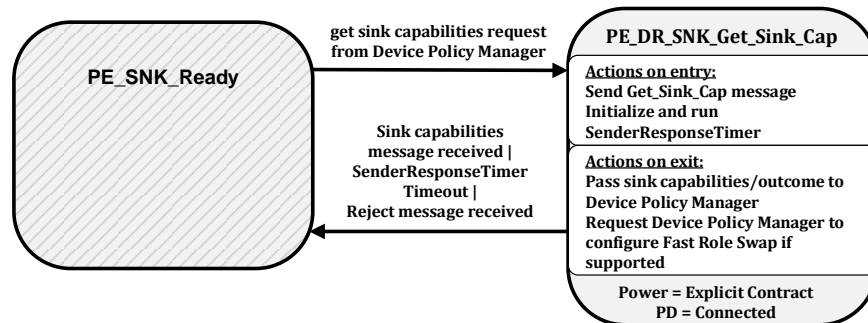 PE_SNK_Ready
get sink capabilities request
from Device Policy Manager
Sink capabilities
message received |
SenderResponseTimer
Timeout |
Reject message received
PE_DR_SNK_Get_Sink_Cap
Actions on entry:
Send Get_Sink_Cap message
Initialize and run
SenderResponseTimer
Actions on exit:
Pass sink capabilities/outcome to
Device Policy Manager
Request Device Policy Manager to
configure Fast Role Swap if
supported
Power = Explicit Contract
PD = Connected